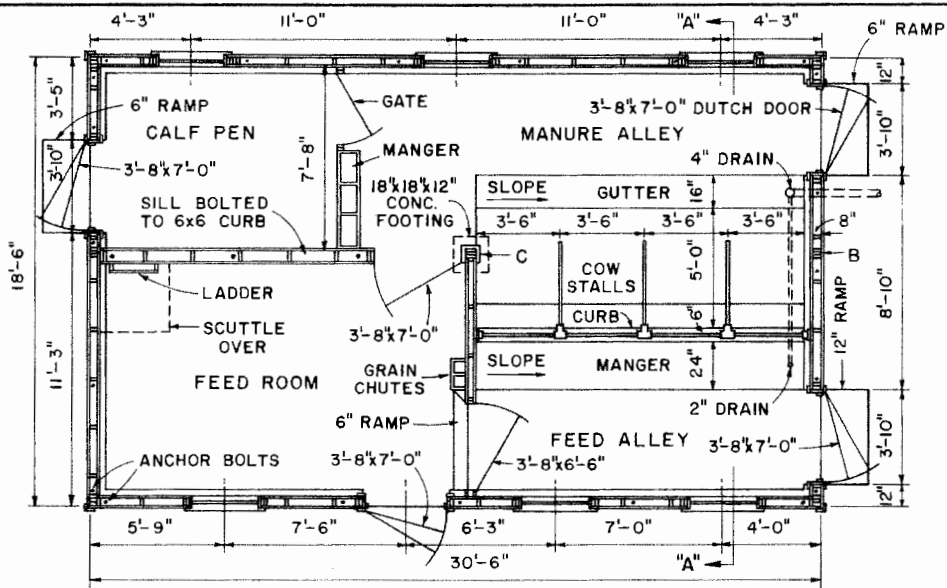 4'-3" 11'-0" 11'-0" "A" 4'-3"
6" RAMP
12"
3'-5"
6" RAMP
GATE
3'-8"x7'-0" DUTCH DOOR
CALF PEN
MANURE ALLEY
3'-10"
3'-10"
3'-8"x7'-0"
7'-8"
MANGER
4" DRAIN
18"x18"x12"
CONC.
FOOTING
SLOPE
GUTTER
16"
SILL BOLTED
TO 6x6 CURB
3'-6" 3'-6" 3'-6" 3'-6"
8"
18'-6"
C
B
5'-0"
COW
STALLS
LADDER
8'-10"
SCUTTLE
OVER
3'-8"x7'-0"
CURB
6"
12" RAMP
11'-3"
FEED ROOM
GRAIN
CHUTES
SLOPE
MANGER
24"
6" RAMP
2" DRAIN
FEED ALLEY
3'-8"x7'-0"
3'-10"
ANCHOR BOLTS
3'-8"x7'-0"
3'-8"x6'-6"
12"
5'-9" 7'-6" 6'-3" 7'-0" 4'-0"
30'-6"
"A"